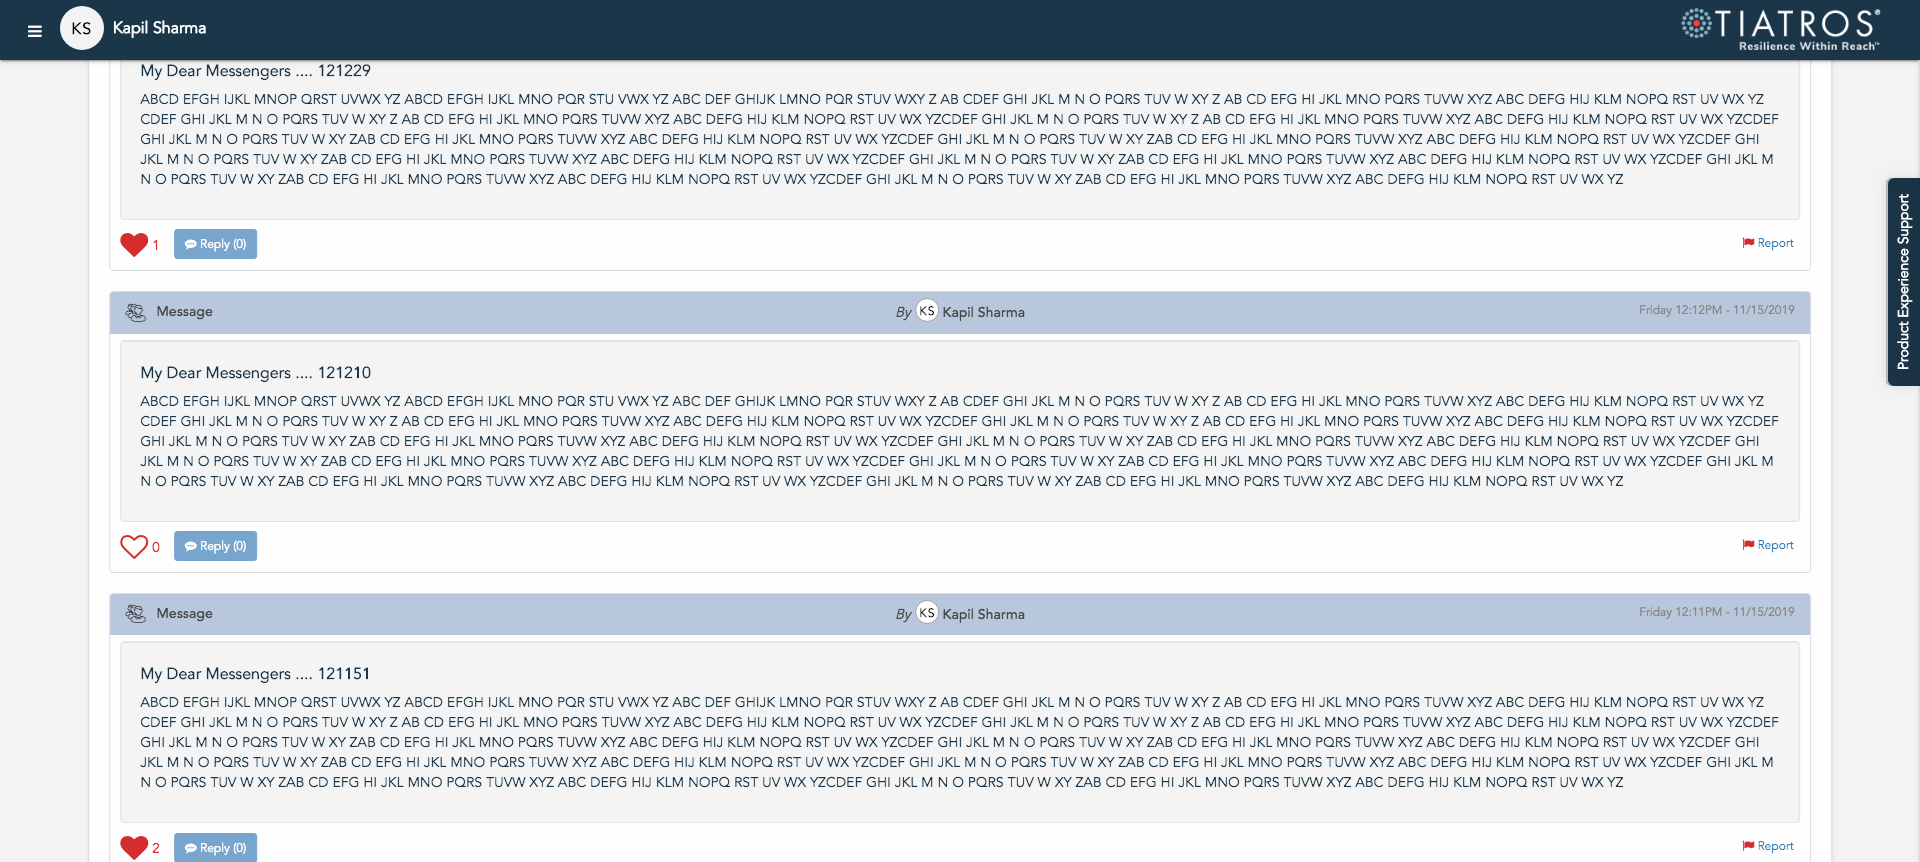 KS Kapil Sharma
TIATROS®
Resilience Within Reach™
My Dear Messengers .... 121229
ABCD EFGH IJKL MNOP QRST UVWX YZ ABCD EFGH IJKL MNO PQR STU VWX YZ ABC DEF GHIJK LMNO PQR STUV WXY Z AB CDEF GHI JKL M N O PQRS TUV W XY Z AB CD EFG HI JKL MNO PQRS TUVW XYZ ABC DEFG HIJ KLM NOPQ RST UV WX YZ
CDEF GHI JKL M N O PQRS TUV W XY Z AB CD EFG HI JKL MNO PQRS TUVW XYZ ABC DEFG HIJ KLM NOPQ RST UV WX YZCDEF GHI JKL M N O PQRS TUV W XY Z AB CD EFG HI JKL MNO PQRS TUVW XYZ ABC DEFG HIJ KLM NOPQ RST UV WX YZCDEF
GHI JKL M N O PQRS TUV W XY ZAB CD EFG HI JKL MNO PQRS TUVW XYZ ABC DEFG HIJ KLM NOPQ RST UV WX YZCDEF GHI JKL M N O PQRS TUV W XY ZAB CD EFG HI JKL MNO PQRS TUVW XYZ ABC DEFG HIJ KLM NOPQ RST UV WX YZCDEF GHI
JKL M N O PQRS TUV W XY ZAB CD EFG HI JKL MNO PQRS TUVW XYZ ABC DEFG HIJ KLM NOPQ RST UV WX YZCDEF GHI JKL M N O PQRS TUV W XY ZAB CD EFG HI JKL MNO PQRS TUVW XYZ ABC DEFG HIJ KLM NOPQ RST UV WX YZCDEF GHI JKL M
N O PQRS TUV W XY ZAB CD EFG HI JKL MNO PQRS TUVW XYZ ABC DEFG HIJ KLM NOPQ RST UV WX YZCDEF GHI JKL M N O PQRS TUV W XY ZAB CD EFG HI JKL MNO PQRS TUVW XYZ ABC DEFG HIJ KLM NOPQ RST UV WX YZ
1 Reply (0) Report
Product Experience Support
Message By KS Kapil Sharma Friday 12:12PM - 11/15/2019
My Dear Messengers .... 121210
ABCD EFGH IJKL MNOP QRST UVWX YZ ABCD EFGH IJKL MNO PQR STU VWX YZ ABC DEF GHIJK LMNO PQR STUV WXY Z AB CDEF GHI JKL M N O PQRS TUV W XY Z AB CD EFG HI JKL MNO PQRS TUVW XYZ ABC DEFG HIJ KLM NOPQ RST UV WX YZ
CDEF GHI JKL M N O PQRS TUV W XY Z AB CD EFG HI JKL MNO PQRS TUVW XYZ ABC DEFG HIJ KLM NOPQ RST UV WX YZCDEF GHI JKL M N O PQRS TUV W XY Z AB CD EFG HI JKL MNO PQRS TUVW XYZ ABC DEFG HIJ KLM NOPQ RST UV WX YZCDEF
GHI JKL M N O PQRS TUV W XY ZAB CD EFG HI JKL MNO PQRS TUVW XYZ ABC DEFG HIJ KLM NOPQ RST UV WX YZCDEF GHI JKL M N O PQRS TUV W XY ZAB CD EFG HI JKL MNO PQRS TUVW XYZ ABC DEFG HIJ KLM NOPQ RST UV WX YZCDEF GHI
JKL M N O PQRS TUV W XY ZAB CD EFG HI JKL MNO PQRS TUVW XYZ ABC DEFG HIJ KLM NOPQ RST UV WX YZCDEF GHI JKL M N O PQRS TUV W XY ZAB CD EFG HI JKL MNO PQRS TUVW XYZ ABC DEFG HIJ KLM NOPQ RST UV WX YZCDEF GHI JKL M
N O PQRS TUV W XY ZAB CD EFG HI JKL MNO PQRS TUVW XYZ ABC DEFG HIJ KLM NOPQ RST UV WX YZCDEF GHI JKL M N O PQRS TUV W XY ZAB CD EFG HI JKL MNO PQRS TUVW XYZ ABC DEFG HIJ KLM NOPQ RST UV WX YZ
0 Reply (0) Report
Message By KS Kapil Sharma Friday 12:11PM - 11/15/2019
My Dear Messengers .... 121151
ABCD EFGH IJKL MNOP QRST UVWX YZ ABCD EFGH IJKL MNO PQR STU VWX YZ ABC DEF GHIJK LMNO PQR STUV WXY Z AB CDEF GHI JKL M N O PQRS TUV W XY Z AB CD EFG HI JKL MNO PQRS TUVW XYZ ABC DEFG HIJ KLM NOPQ RST UV WX YZ
CDEF GHI JKL M N O PQRS TUV W XY Z AB CD EFG HI JKL MNO PQRS TUVW XYZ ABC DEFG HIJ KLM NOPQ RST UV WX YZCDEF GHI JKL M N O PQRS TUV W XY Z AB CD EFG HI JKL MNO PQRS TUVW XYZ ABC DEFG HIJ KLM NOPQ RST UV WX YZCDEF
GHI JKL M N O PQRS TUV W XY ZAB CD EFG HI JKL MNO PQRS TUVW XYZ ABC DEFG HIJ KLM NOPQ RST UV WX YZCDEF GHI JKL M N O PQRS TUV W XY ZAB CD EFG HI JKL MNO PQRS TUVW XYZ ABC DEFG HIJ KLM NOPQ RST UV WX YZCDEF GHI
JKL M N O PQRS TUV W XY ZAB CD EFG HI JKL MNO PQRS TUVW XYZ ABC DEFG HIJ KLM NOPQ RST UV WX YZCDEF GHI JKL M N O PQRS TUV W XY ZAB CD EFG HI JKL MNO PQRS TUVW XYZ ABC DEFG HIJ KLM NOPQ RST UV WX YZCDEF GHI JKL M
N O PQRS TUV W XY ZAB CD EFG HI JKL MNO PQRS TUVW XYZ ABC DEFG HIJ KLM NOPQ RST UV WX YZCDEF GHI JKL M N O PQRS TUV W XY ZAB CD EFG HI JKL MNO PQRS TUVW XYZ ABC DEFG HIJ KLM NOPQ RST UV WX YZ
2 Reply (0) Report